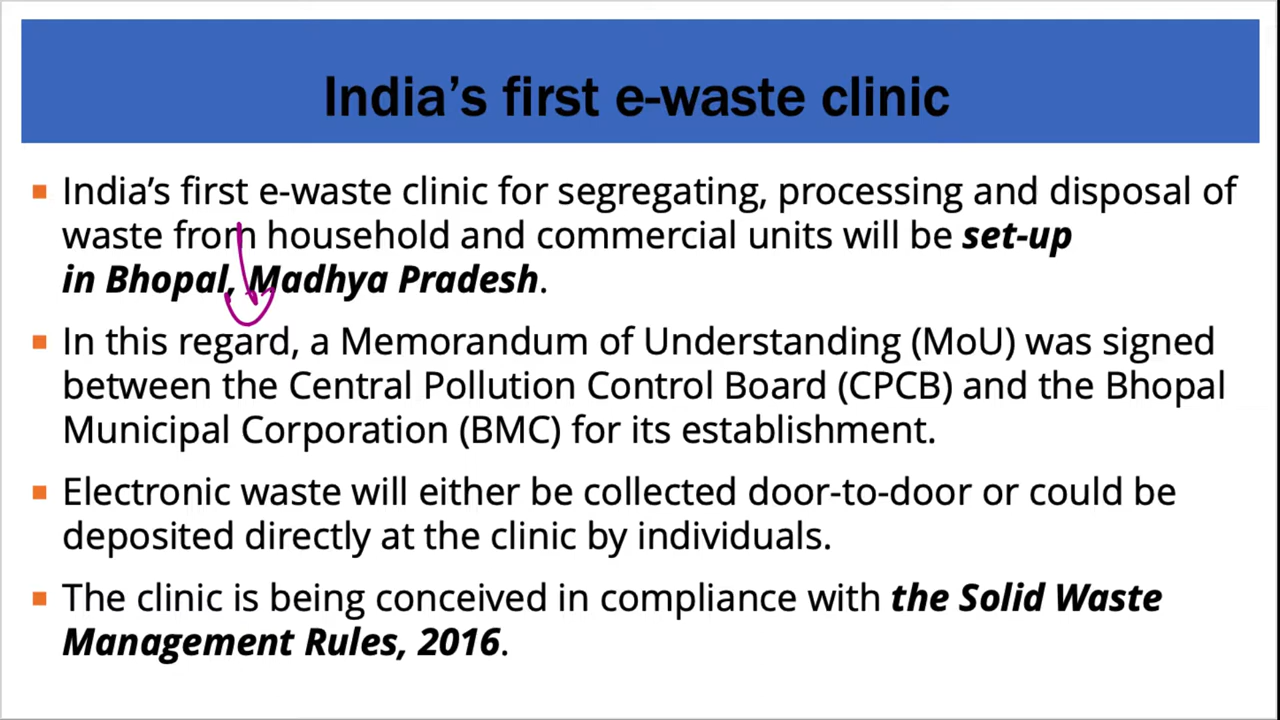 India’s first e-waste clinic
India’s first e-waste clinic for segregating, processing and disposal of
waste from household and commercial units will be set-up
in Bhopal, Madhya Pradesh.
In this regard, a Memorandum of Understanding (MoU) was signed
between the Central Pollution Control Board (CPCB) and the Bhopal
Municipal Corporation (BMC) for its establishment.
Electronic waste will either be collected door-to-door or could be
deposited directly at the clinic by individuals.
The clinic is being conceived in compliance with the Solid Waste
Management Rules, 2016.